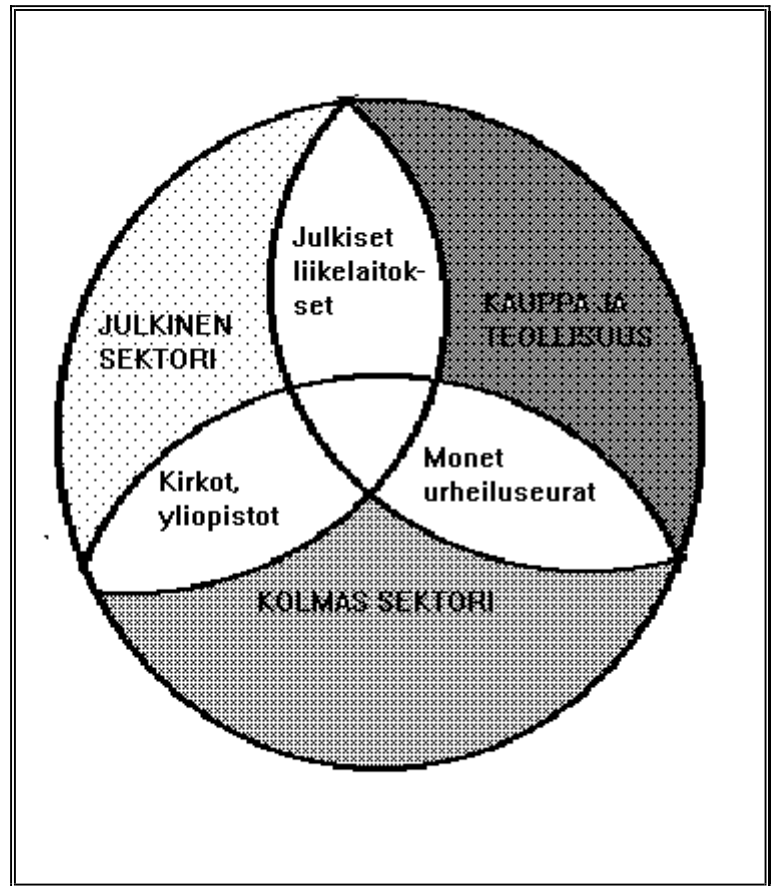 Julkiset
liikelaitok-
set
JULKINEN
SEKTORI
KAUPPA JA
TEOLLISUUS
Kirkot,
yliopistot
Monet
urheiluseurat
KOLMAS SEKTORI